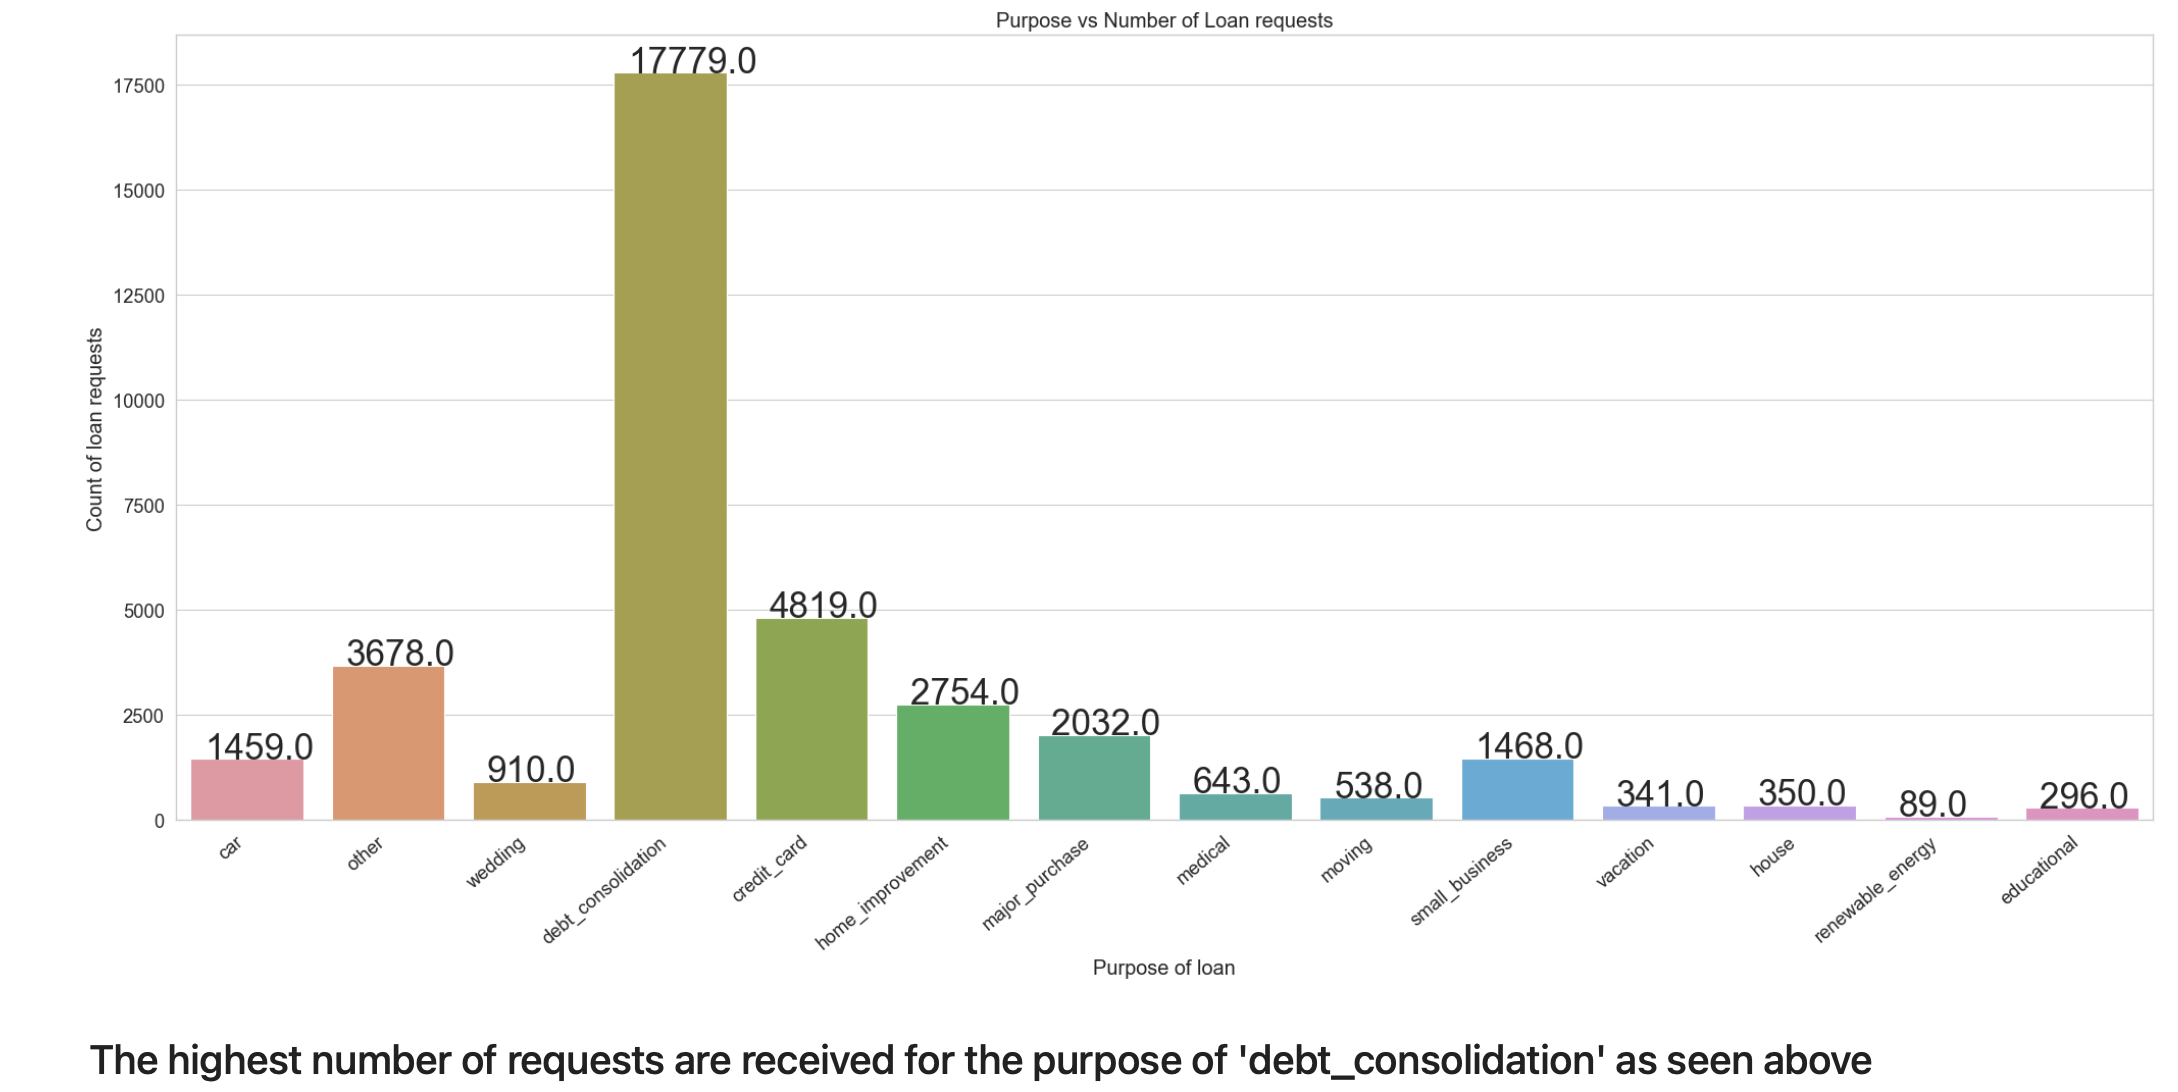 Purpose vs Number of Loan requests
Count of loan requests
17500
15000
12500
10000
7500
5000
2500
0
1459.0
3678.0
910.0
17779.0
4819.0
2754.0
2032.0
643.0
538.0
1468.0
341.0
350.0
89.0
296.0
car
other
wedding
debt_consolidation
credit_card
home_improvement
major_purchase
medical
moving
small_business
vacation
house
renewable_energy
educational
Purpose of loan
The highest number of requests are received for the purpose of 'debt_consolidation' as seen above